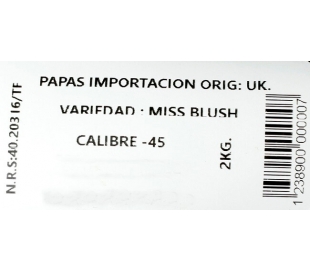 PAPAS IMPORTACION ORIG: UK.
VARIEDAD : MISS BLUSH
CALIBRE -45
2KG.
N.R.S:40.20316/TF
1 238900 000007